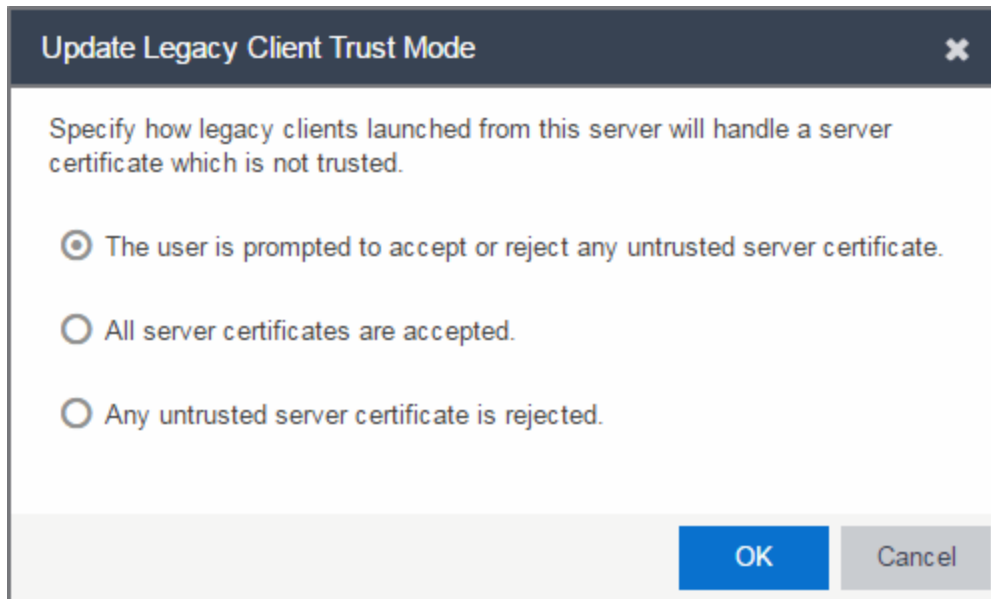 Update Legacy Client Trust Mode
Specify how legacy clients launched from this server will handle a server
certificate which is not trusted.
The user is prompted to accept or reject any untrusted server certificate.
All server certificates are accepted.
Any untrusted server certificate is rejected.
OK Cancel